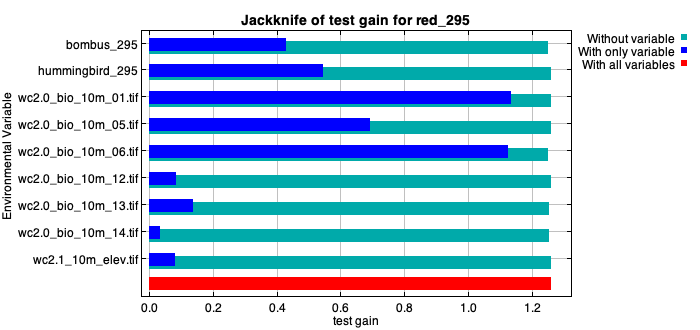 Jackknife of test gain for red_295
Without variable
With only variable
With all variables
Environmental Variable
bombus_295
hummingbird_295
wc2.0_bio_10m_01.tif
wc2.0_bio_10m_05.tif
wc2.0_bio_10m_06.tif
wc2.0_bio_10m_12.tif
wc2.0_bio_10m_13.tif
wc2.0_bio_10m_14.tif
wc2.1_10m_elev.tif
0.0 0.2 0.4 0.6 0.8 1.0 1.2
test gain